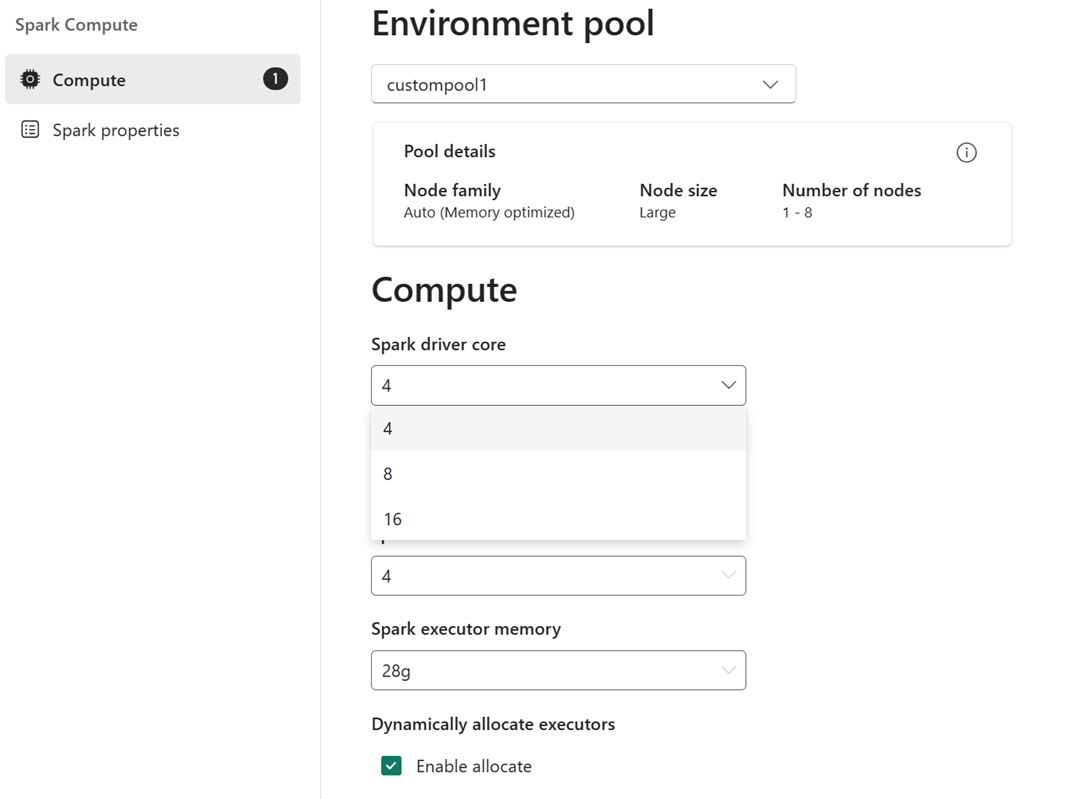 Spark Compute
Compute 1
Spark properties
Environment pool
custompool1
Pool details
Node family Node size Number of nodes
Auto (Memory optimized) Large 1 - 8
Compute
Spark driver core
4
4
8
16
4
Spark executor memory
28g
Dynamically allocate executors
Enable allocate